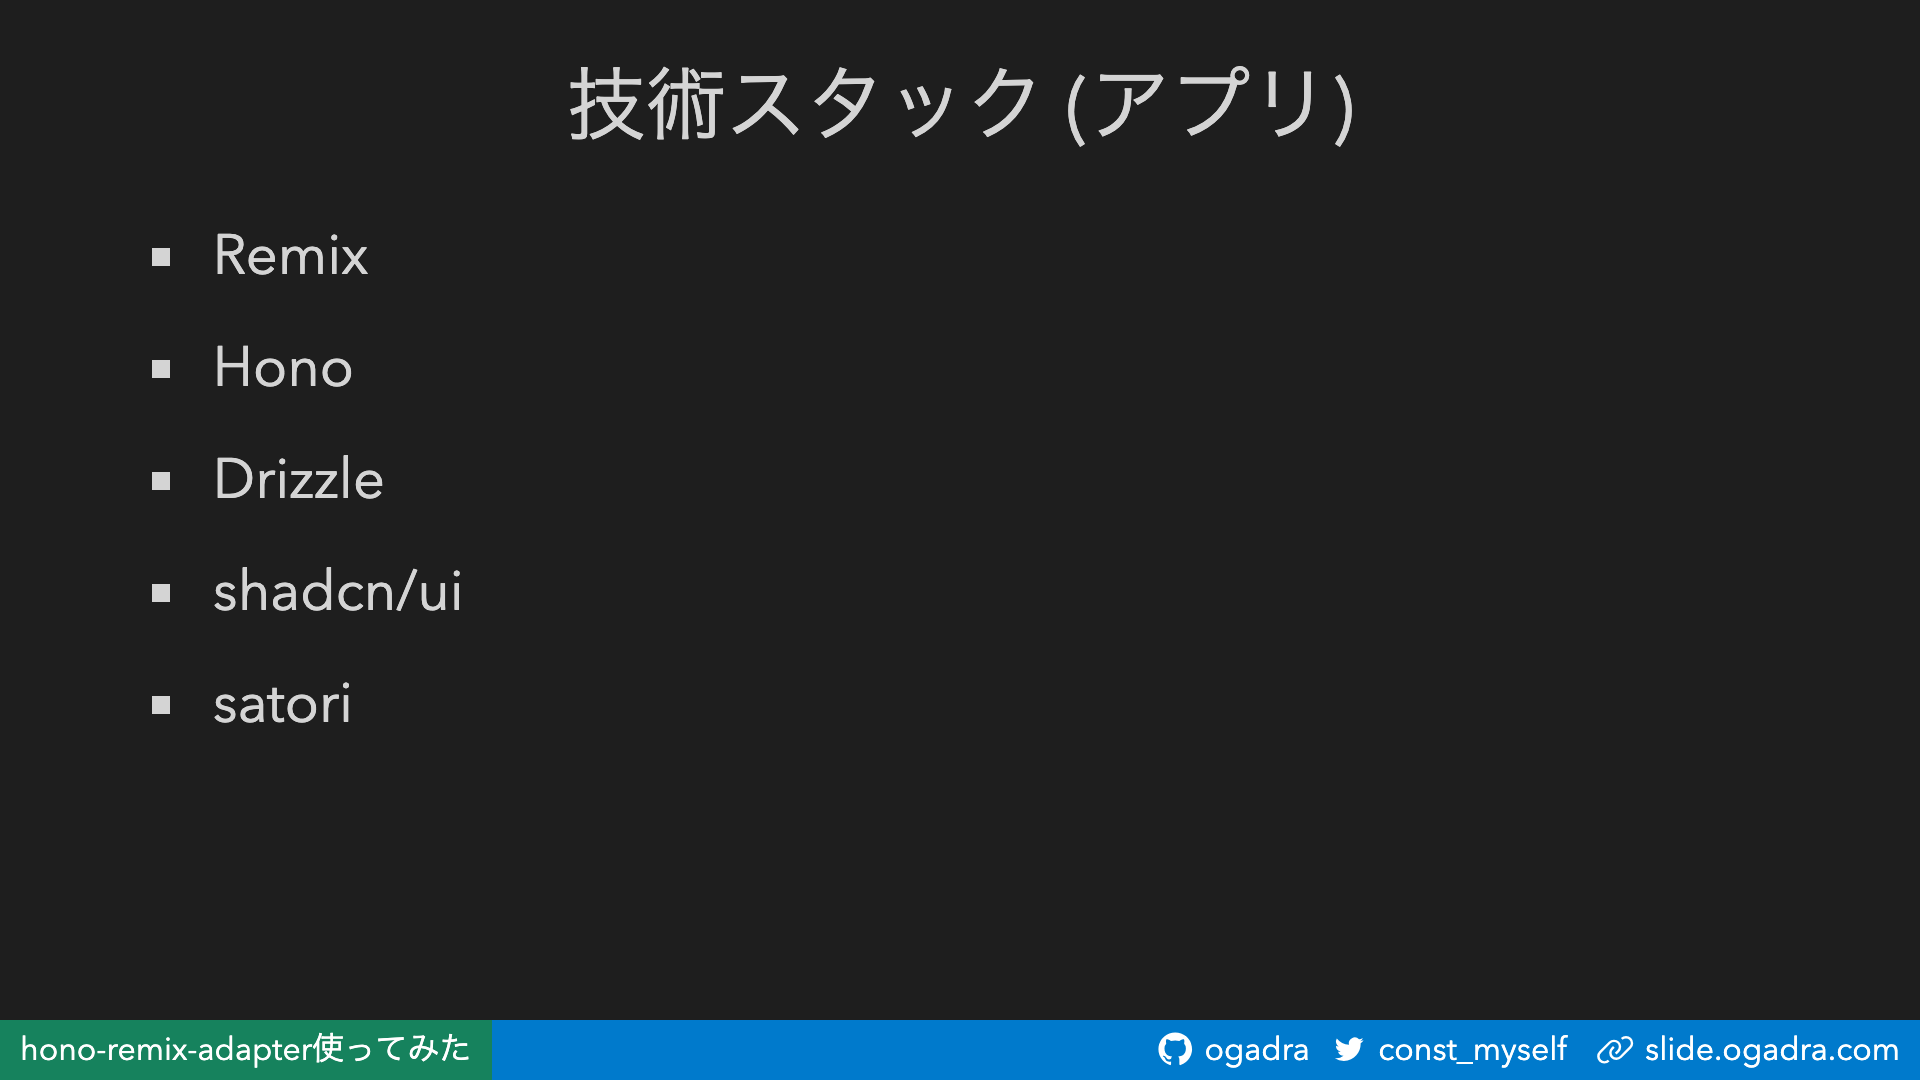 技術スタック (アプリ)
Remix
Hono
Drizzle
shadcn/ui
satori
hono-remix-adapter使ってみた
ogadra const_myself slide.ogadra.com